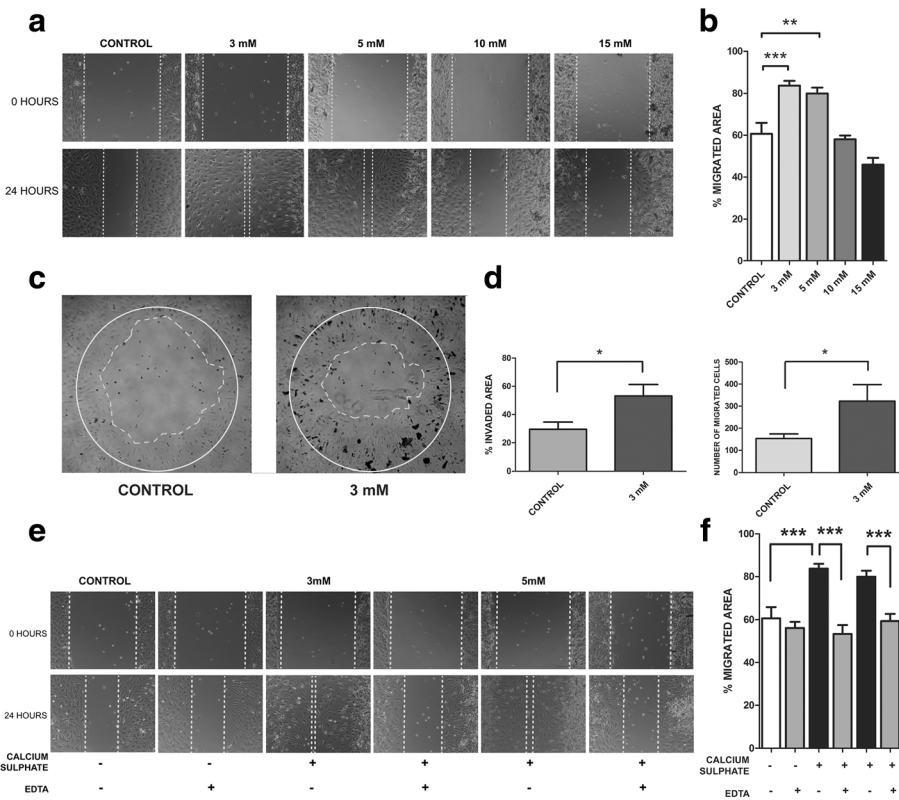 a
CONTROL 3 mM 5 mM 10 mM 15 mM
0 HOURS
24 HOURS
b
**
***
100
80
60
40
20
0
% MIGRATED AREA
CONTROL 3 mM 5 mM 10 mM 15 mM
c
CONTROL 3 mM
d
*
80
60
40
20
0
% INVADED AREA
CONTROL 3 mM
*
500
400
300
200
100
0
NUMBER OF MIGRATED CELLS
CONTROL 3 mM
e
CONTROL 3mM 5mM
0 HOURS
24 HOURS
CALCIUM
SULPHATE - - + + + +
EDTA - + - + - +
f
*** *** ***
100
80
60
40
20
0
% MIGRATED AREA
CALCIUM
SULPHATE - - + + + +
EDTA - + - + - +